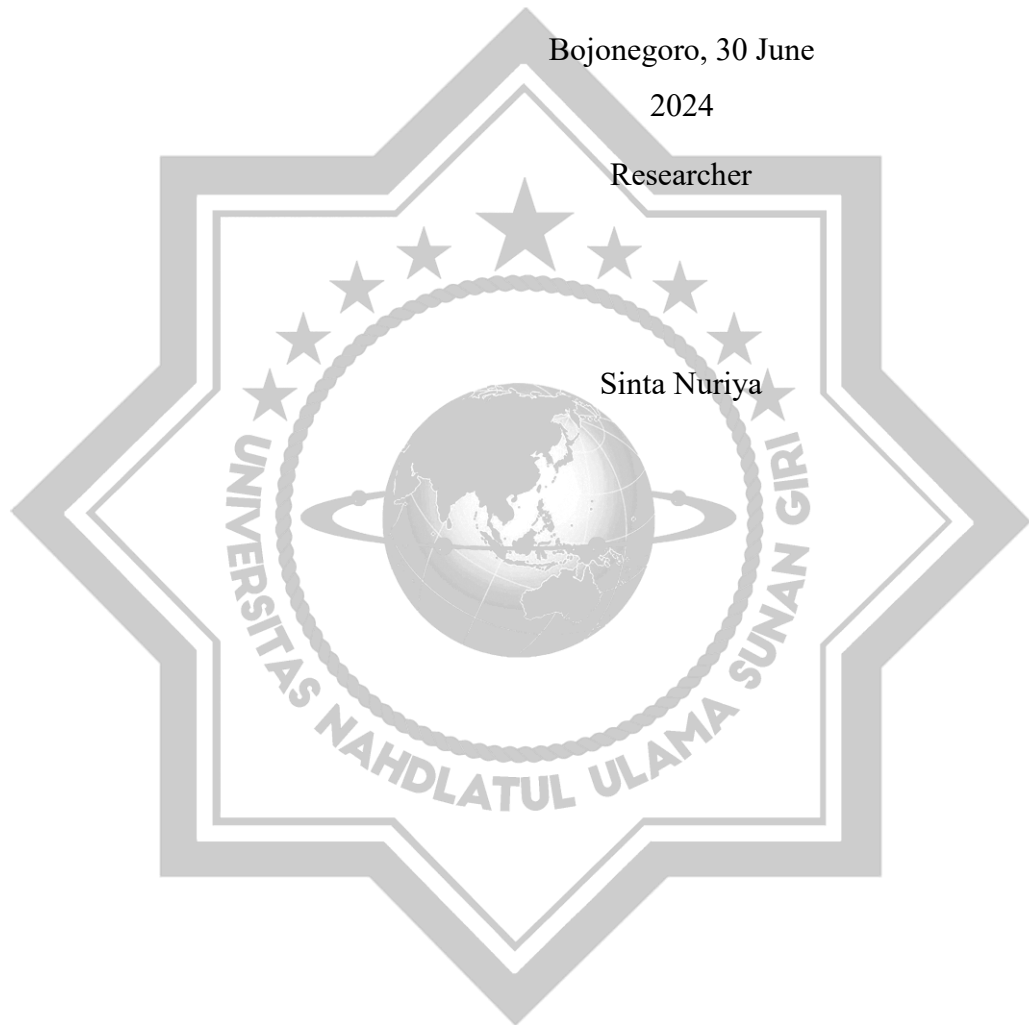 Bojonegoro, 30 June
2024
Researcher
Sinta Nuriya
UNIVERSITAS NAHDLATUL ULAMA SUNAN GIRI